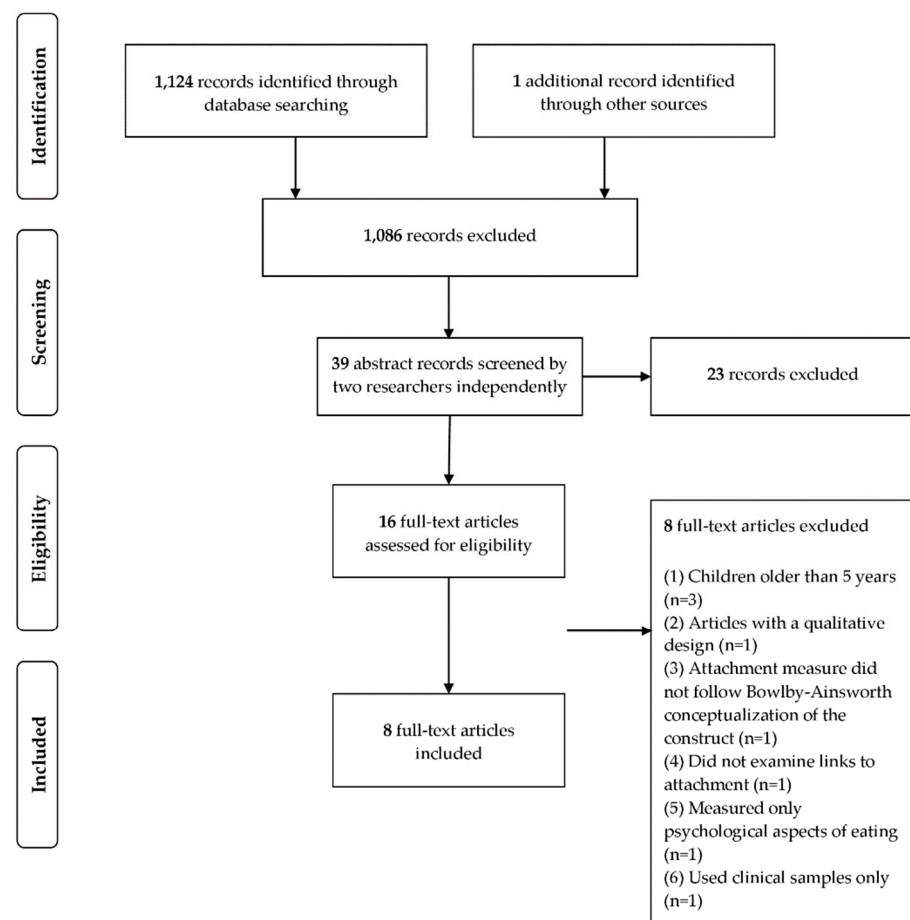 Identification
1,124 records identified through
database searching
1 additional record identified
through other sources
1,086 records excluded
Screening
39 abstract records screened by
two researchers independently
23 records excluded
Eligibility
16 full-text articles
assessed for eligibility
8 full-text articles excluded
(1) Children older than 5 years
(n=3)
(2) Articles with a qualitative
design (n=1)
(3) Attachment measure did
not follow Bowlby-Ainsworth
conceptualization of the
construct (n=1)
(4) Did not examine links to
attachment (n=1)
(5) Measured only
psychological aspects of eating
(n=1)
(6) Used clinical samples only
(n=1)
Included
8 full-text articles
included